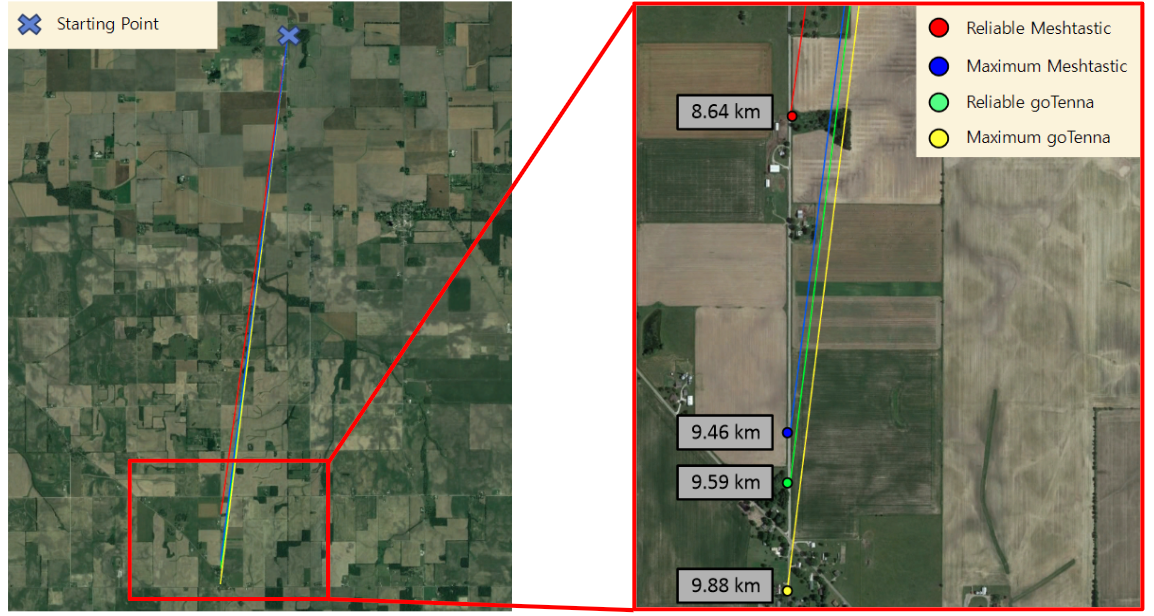 Starting Point
Reliable Meshtastic
Maximum Meshtastic
Reliable goTenna
Maximum goTenna
8.64 km
9.46 km
9.59 km
9.88 km